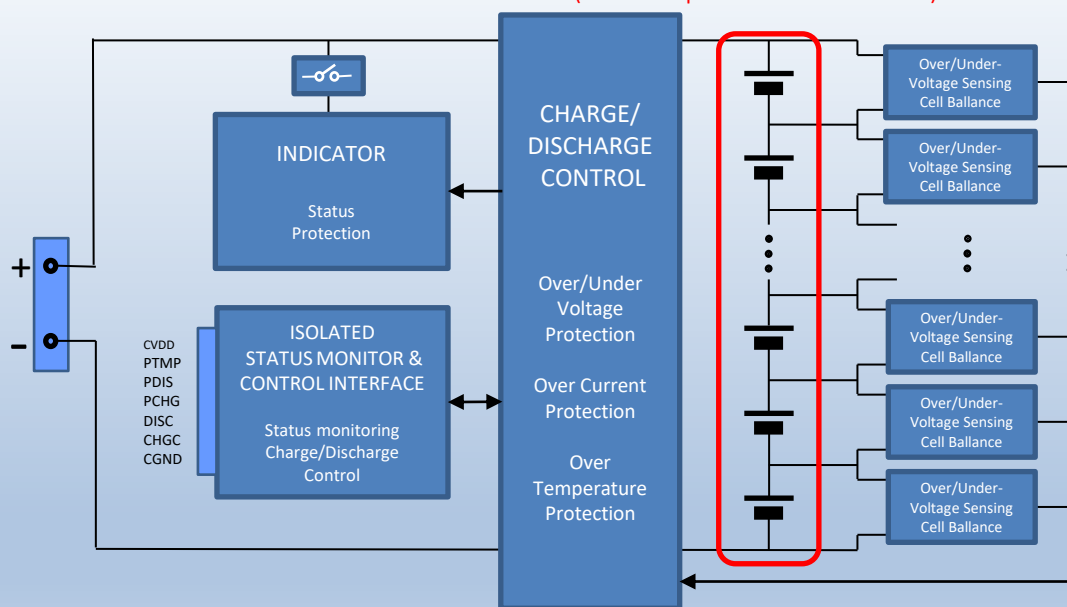 INDICATOR
Status
Protection
+
−
CVDD
PTMP
PDIS
PCHG
DISC
CHGC
CGND
ISOLATED
STATUS MONITOR &
CONTROL INTERFACE
Status monitoring
Charge/Discharge
Control
CHARGE/
DISCHARGE
CONTROL
Over/Under
Voltage
Protection
Over Current
Protection
Over
Temperature
Protection
Over/Under-
Voltage Sensing
Cell Ballance
Over/Under-
Voltage Sensing
Cell Ballance
Over/Under-
Voltage Sensing
Cell Ballance
Over/Under-
Voltage Sensing
Cell Ballance
Over/Under-
Voltage Sensing
Cell Ballance